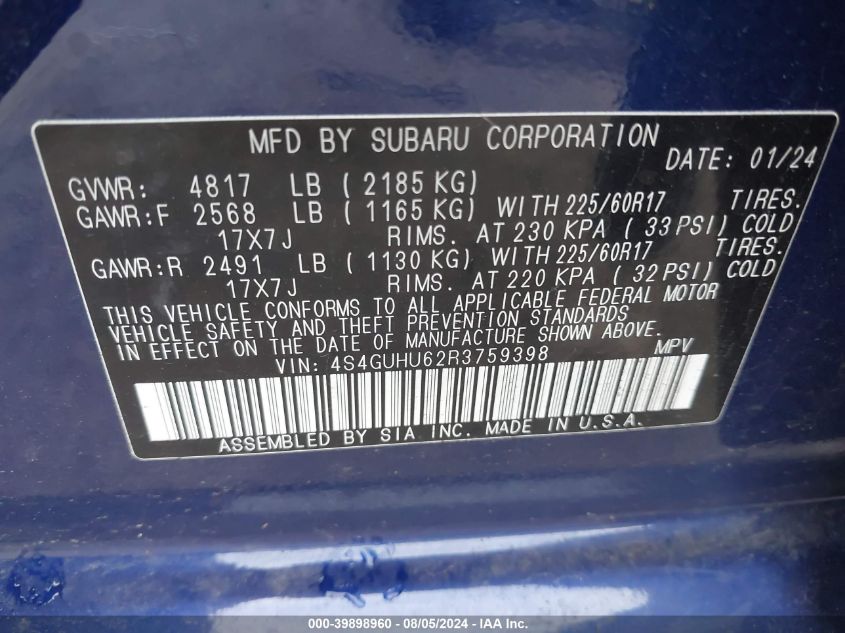 MFD BY SUBARU CORPORATION
DATE: 01/24
GVWR: 4817 LB ( 2185 KG)
GAWR:F 2568 LB ( 1165 KG) WITH 225/60R17 TIRES.
17X7J RIMS. AT 230 KPA ( 33 PSI) COLD
GAWR:R 2491 LB ( 1130 KG) WITH 225/60R17 TIRES.
17X7J RIMS. AT 220 KPA ( 32 PSI) COLD
THIS VEHICLE CONFORMS TO ALL APPLICABLE FEDERAL MOTOR
VEHICLE SAFETY AND THEFT PREVENTION STANDARDS
IN EFFECT ON THE DATE OF MANUFACTURE SHOWN ABOVE.
VIN: 4S4GUHU62R3759398 MPV
ASSEMBLED BY SIA INC. MADE IN U.S.A.
000-39898960 - 08/05/2024 - IAA Inc.